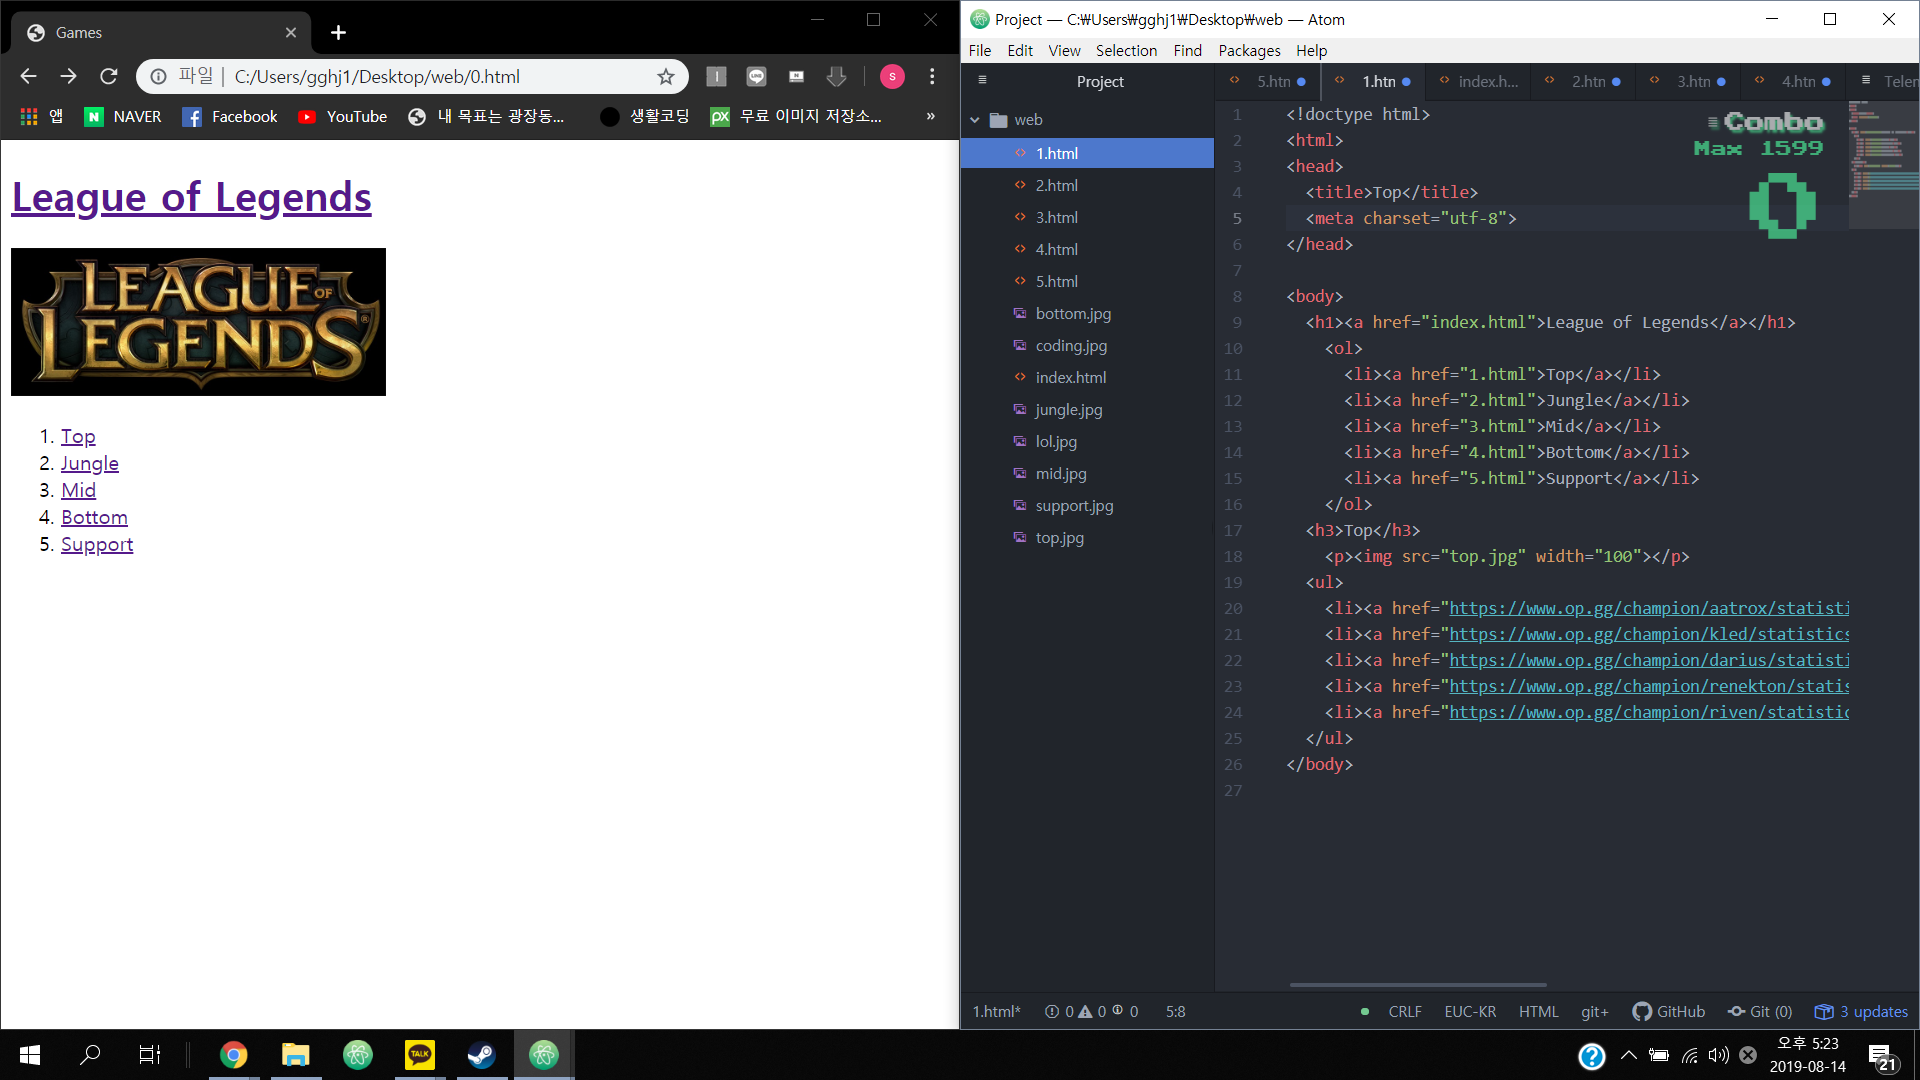 Games
파일 | C:/Users/gghj1/Desktop/web/0.html
앱 NAVER Facebook YouTube 내 목표는 광장동... 생활코딩 무료 이미지 저장소... »
League of Legends
LEAGUE OF LEGENDS
1. Top
2. Jungle
3. Mid
4. Bottom
5. Support
Project — C:₩Users₩gghj1₩Desktop₩web — Atom
File Edit View Selection Find Packages Help
Project
web
1.html
2.html
3.html
4.html
5.html
bottom.jpg
coding.jpg
index.html
jungle.jpg
lol.jpg
mid.jpg
support.jpg
top.jpg
5.htn 1.htn index.h... 2.htn 3.htn 4.htn Telen
Combo
Max 1599
0
1 <!doctype html>
2 <html>
3 <head>
4 <title>Top</title>
5 <meta charset="utf-8">
6 </head>
7
8 <body>
9 <h1><a href="index.html">League of Legends</a></h1>
10 <ol>
11 <li><a href="1.html">Top</a></li>
12 <li><a href="2.html">Jungle</a></li>
13 <li><a href="3.html">Mid</a></li>
14 <li><a href="4.html">Bottom</a></li>
15 <li><a href="5.html">Support</a></li>
16 </ol>
17 <h3>Top</h3>
18 <p><img src="top.jpg" width="100"></p>
19 <ul>
20 <li><a href="https://www.op.gg/champion/aatrox/statisti
21 <li><a href="https://www.op.gg/champion/kled/statistics
22 <li><a href="https://www.op.gg/champion/darius/statisti
23 <li><a href="https://www.op.gg/champion/renekton/statis
24 <li><a href="https://www.op.gg/champion/riven/statistic
25 </ul>
26 </body>
27
1.html* 0 0 0 5:8 CRLF EUC-KR HTML git+ GitHub Git (0) 3 updates
TALK
오후 5:23
2019-08-14
21